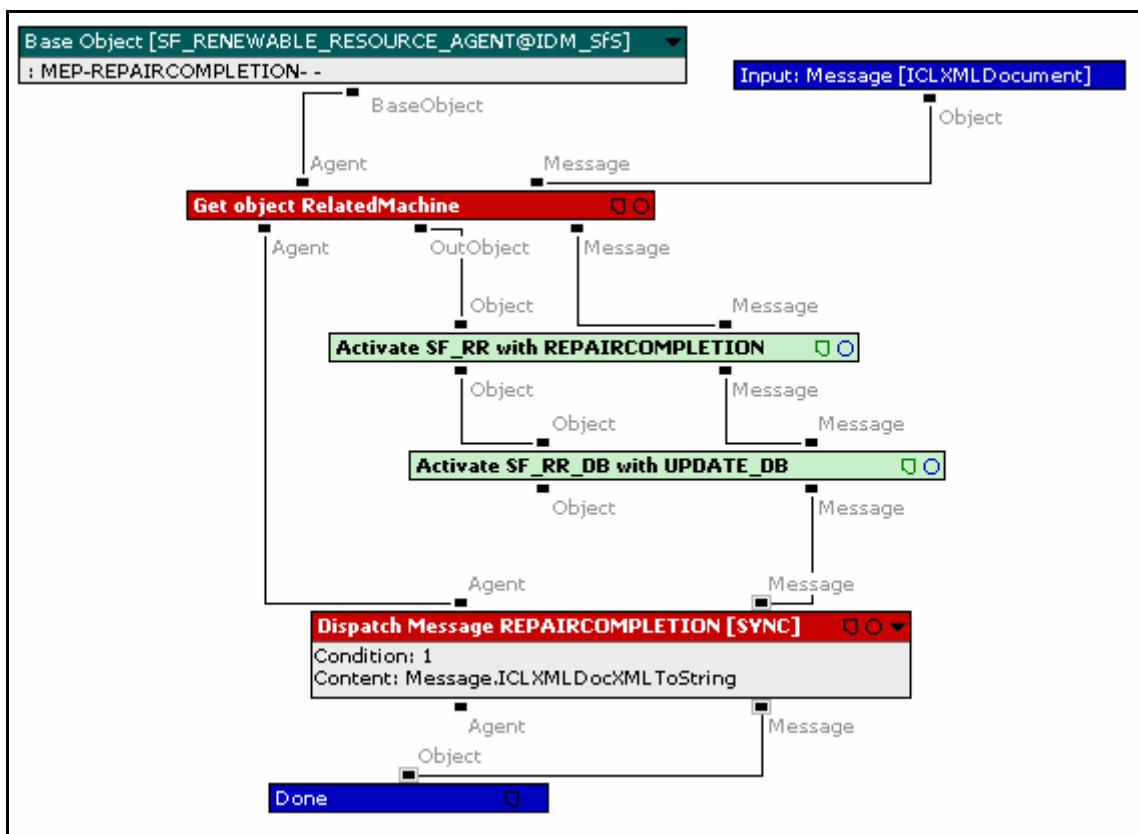 Base Object [SF_RENEWABLE_RESOURCE_AGENT@IDM_SfS]
: MEP-REPAIRCOMPLETION- -
Input: Message [ICLXMLDocument]
BaseObject
Object
Agent
Message
Get object RelatedMachine
Agent
OutObject
Message
Object
Message
Activate SF_RR with REPAIRCOMPLETION
Object
Message
Object
Message
Activate SF_RR_DB with UPDATE_DB
Object
Message
Agent
Message
Dispatch Message REPAIRCOMPLETION [SYNC]
Condition: 1
Content: Message.ICLXMLDocXMLToString
Agent
Message
Object
Done